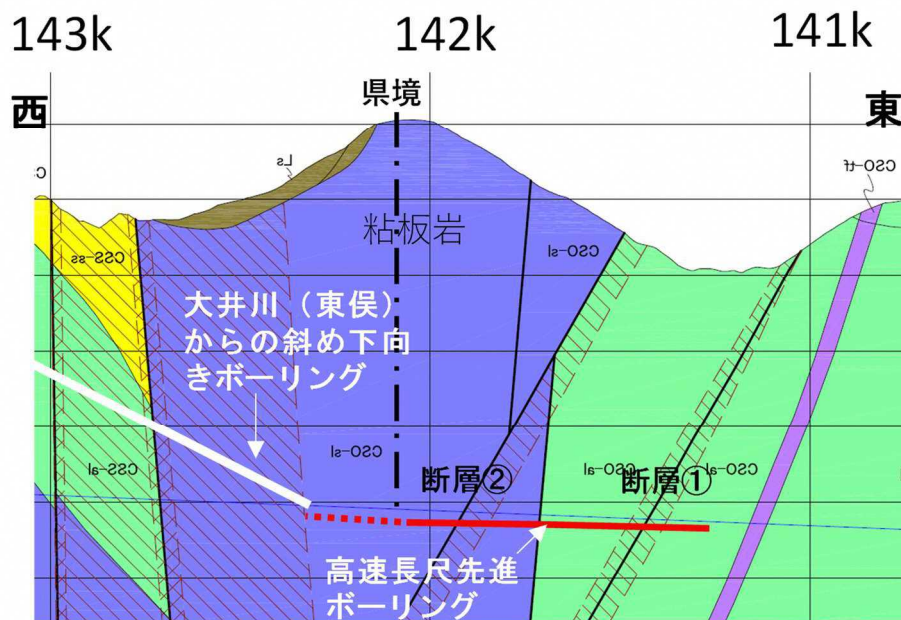 143k
142k
141k
西
県境
東
Ls
CSO-tf
粘板岩
CSS-ss
CSO-sl
大井川（東俣）
からの斜め下向
きボーリング
CSO-sl
CSS-al
断層②
CSO-al
断層①
CSO-al
高速長尺先進
ボーリング